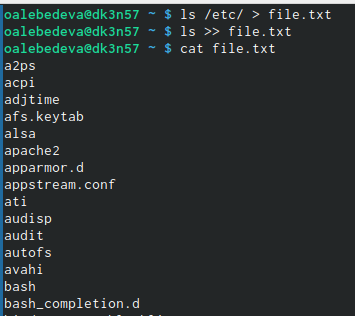 oalebedeva@dk3n57 ~ $ ls /etc/ > file.txt
oalebedeva@dk3n57 ~ $ ls >> file.txt
oalebedeva@dk3n57 ~ $ cat file.txt
a2ps
acpi
adjtime
afs.keytab
alsa
apache2
apparmor.d
appstream.conf
ati
audisp
audit
autofs
avahi
bash
bash_completion.d